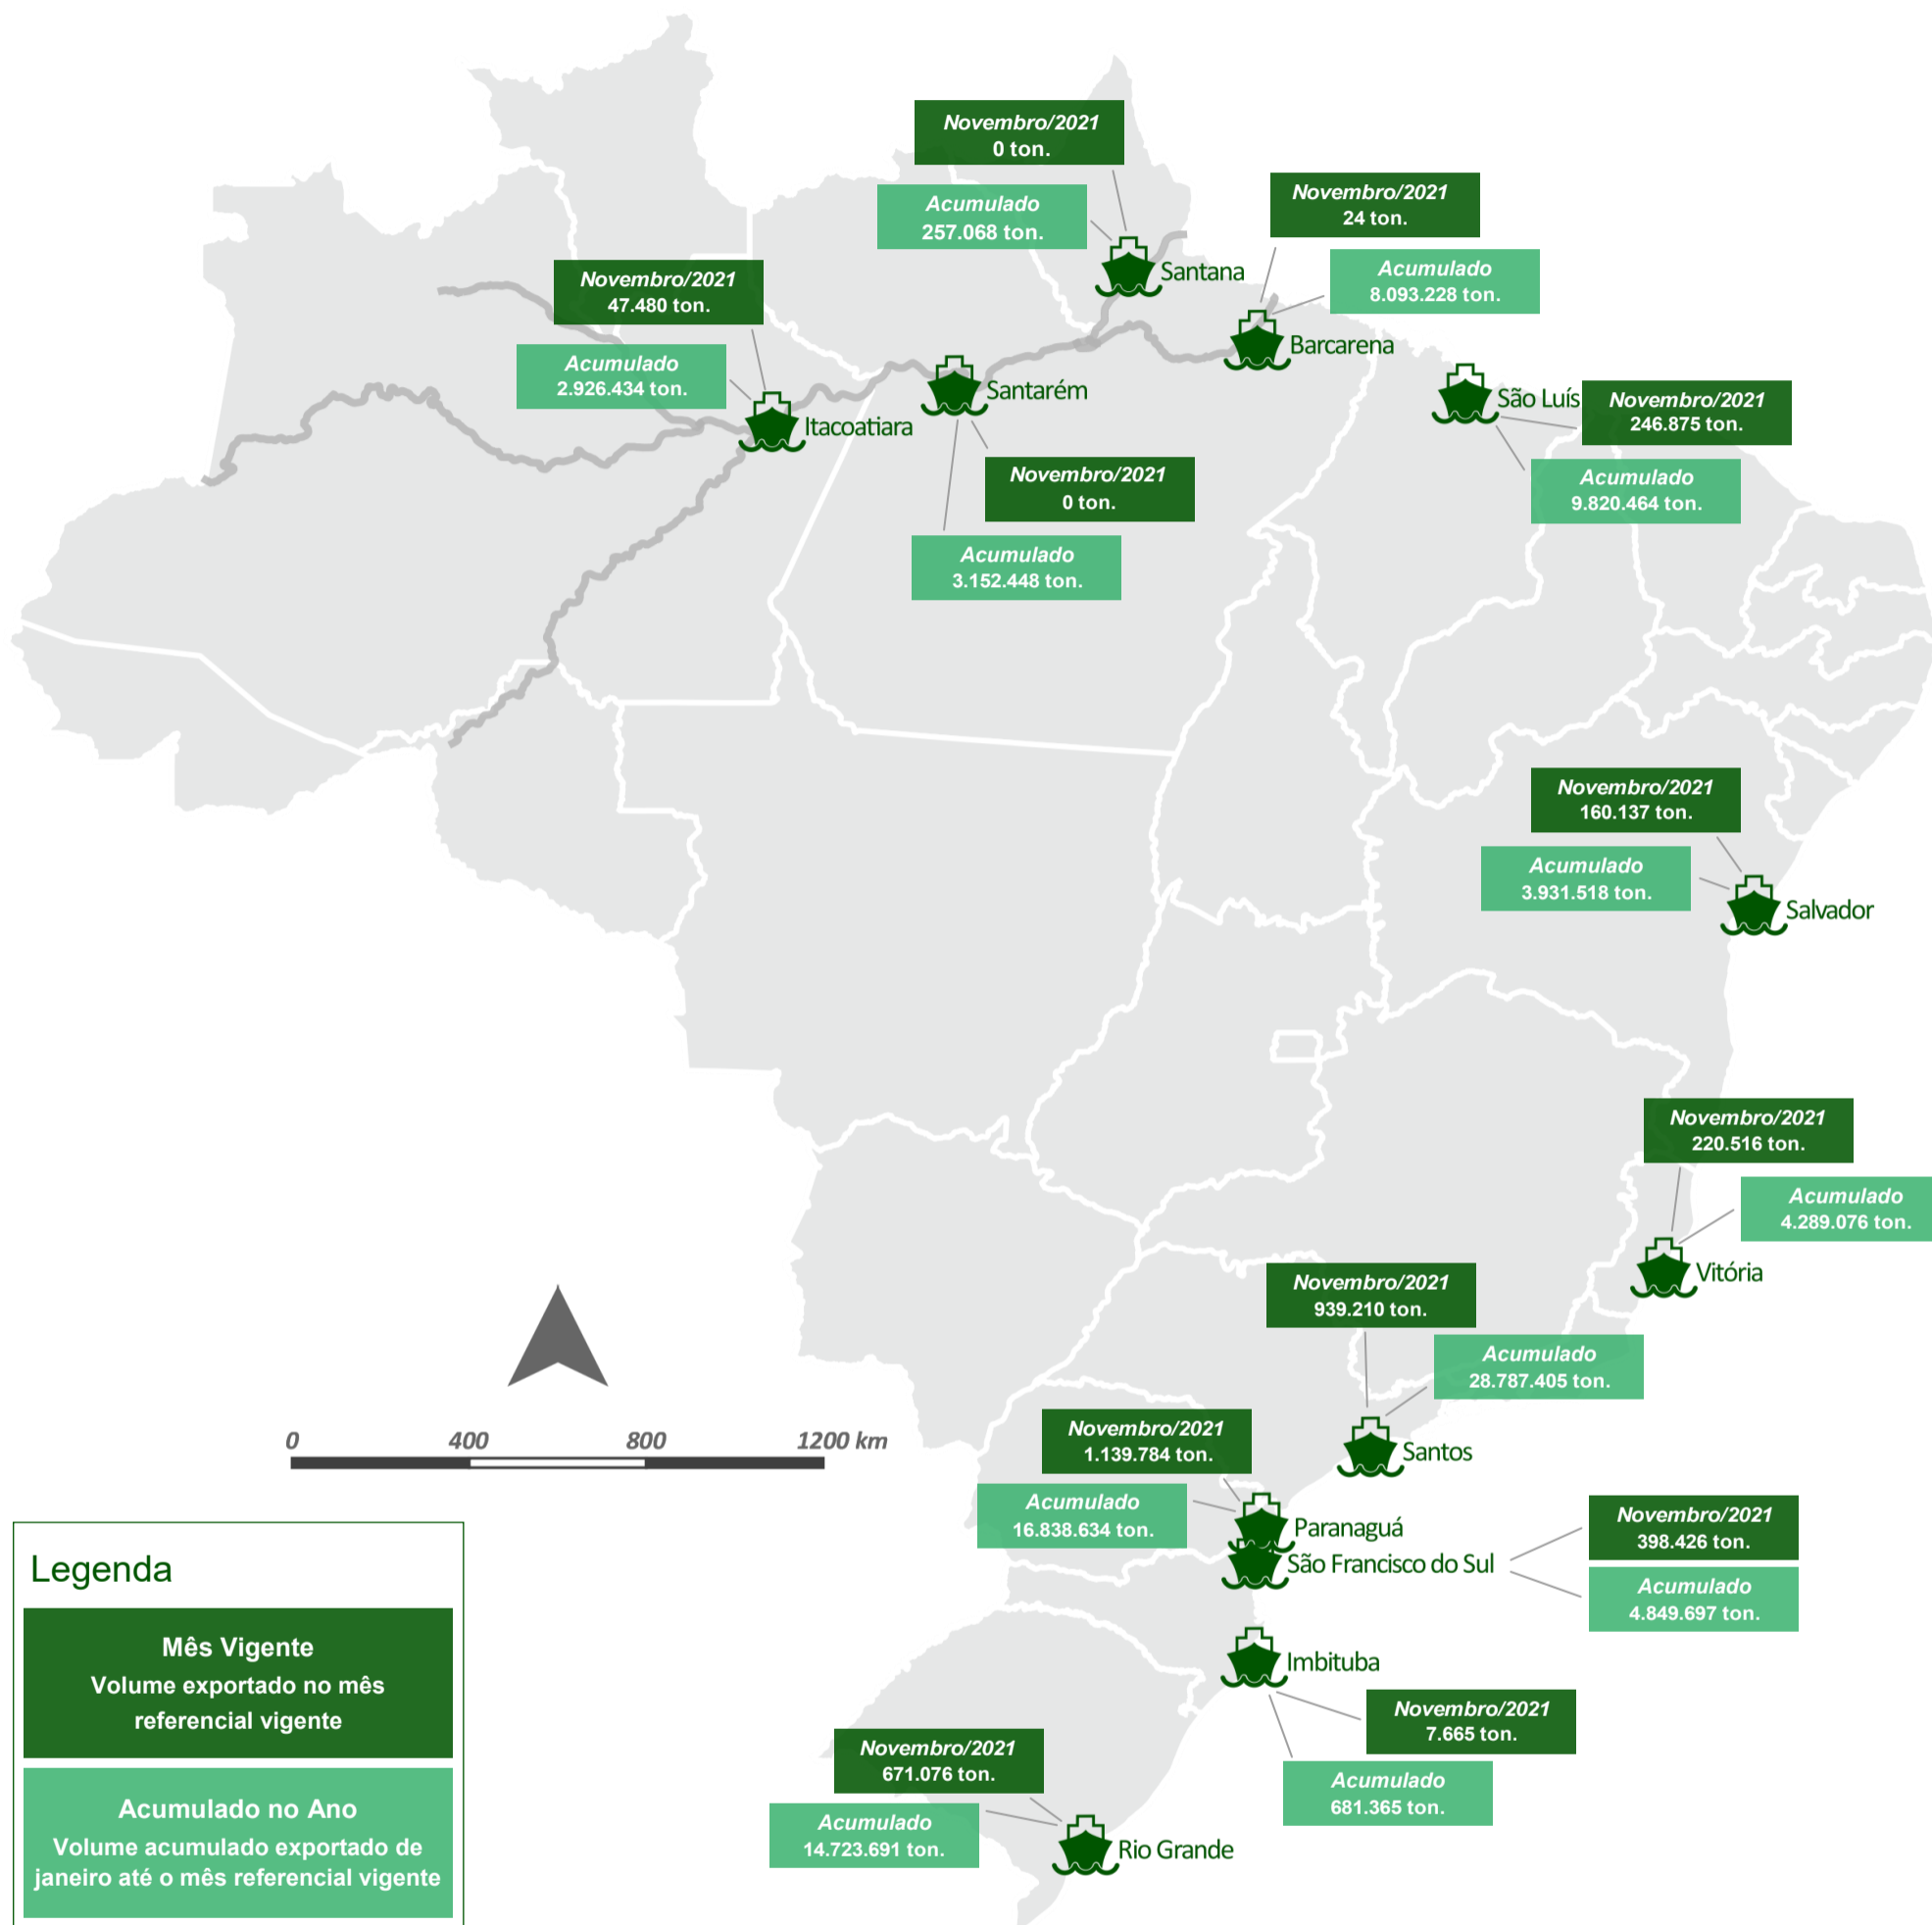 Novembro/2021
0 ton.
Acumulado
257.068 ton.
Santana
Novembro/2021
24 ton.
Acumulado
8.093.228 ton.
Barcarena
Novembro/2021
47.480 ton.
Acumulado
2.926.434 ton.
Itacoatiara
Santarém
Novembro/2021
0 ton.
Acumulado
3.152.448 ton.
São Luís
Novembro/2021
246.875 ton.
Acumulado
9.820.464 ton.
Novembro/2021
160.137 ton.
Acumulado
3.931.518 ton.
Salvador
Novembro/2021
220.516 ton.
Acumulado
4.289.076 ton.
Vitória
Novembro/2021
939.210 ton.
Acumulado
28.787.405 ton.
Santos
Novembro/2021
1.139.784 ton.
Acumulado
16.838.634 ton.
Paranaguá
São Francisco do Sul
Novembro/2021
398.426 ton.
Acumulado
4.849.697 ton.
Imbituba
Novembro/2021
7.665 ton.
Acumulado
681.365 ton.
Novembro/2021
671.076 ton.
Acumulado
14.723.691 ton.
Rio Grande
0 400 800 1200 km
Legenda
Mês Vigente
Volume exportado no mês
referencial vigente
Acumulado no Ano
Volume acumulado exportado de
janeiro até o mês referencial vigente